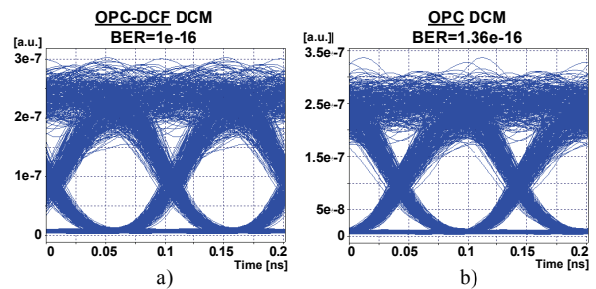 OPC-DCF DCM
BER=1e-16
[a.u.]
3e-7
2e-7
1e-7
0
0 0.05 0.1 0.15 0.2
Time [ns]
a)
OPC DCM
BER=1.36e-16
[a.u.]
3.5e-7
2.5e-7
1.5e-7
5e-8
0
0 0.05 0.1 0.15 0.2
Time [ns]
b)